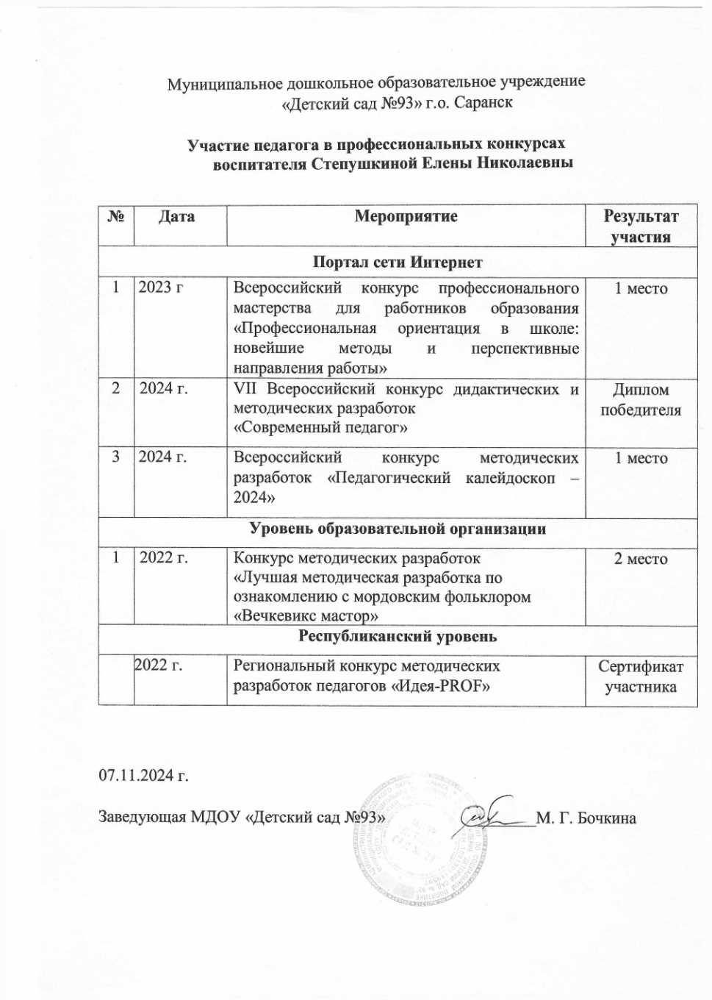 Муниципальное дошкольное образовательное учреждение
«Детский сад №93» г.о. Саранск
Участие педагога в профессиональных конкурсах
воспитателя Степушкиной Елены Николаевны
№ Дата Мероприятие Результат
участия
Портал сети Интернет
1 2023 г Всероссийский конкурс профессионального 1 место
мастерства для работников образования
«Профессиональная ориентация в школе:
новейшие методы и перспективные
направления работы»
2 2024 г. VII Всероссийский конкурс дидактических и Диплом
методических разработок победителя
«Современный педагог»
3 2024 г. Всероссийский конкурс методических 1 место
разработок «Педагогический калейдоскоп –
2024»
Уровень образовательной организации
1 2022 г. Конкурс методических разработок 2 место
«Лучшая методическая разработка по
ознакомлению с мордовским фольклором
«Вечкевикс мастор»
Республиканский уровень
2022 г. Региональный конкурс методических Сертификат
разработок педагогов «Идея-PROF» участника
07.11.2024 г.
Заведующая МДОУ «Детский сад №93» М. Г. Бочкина